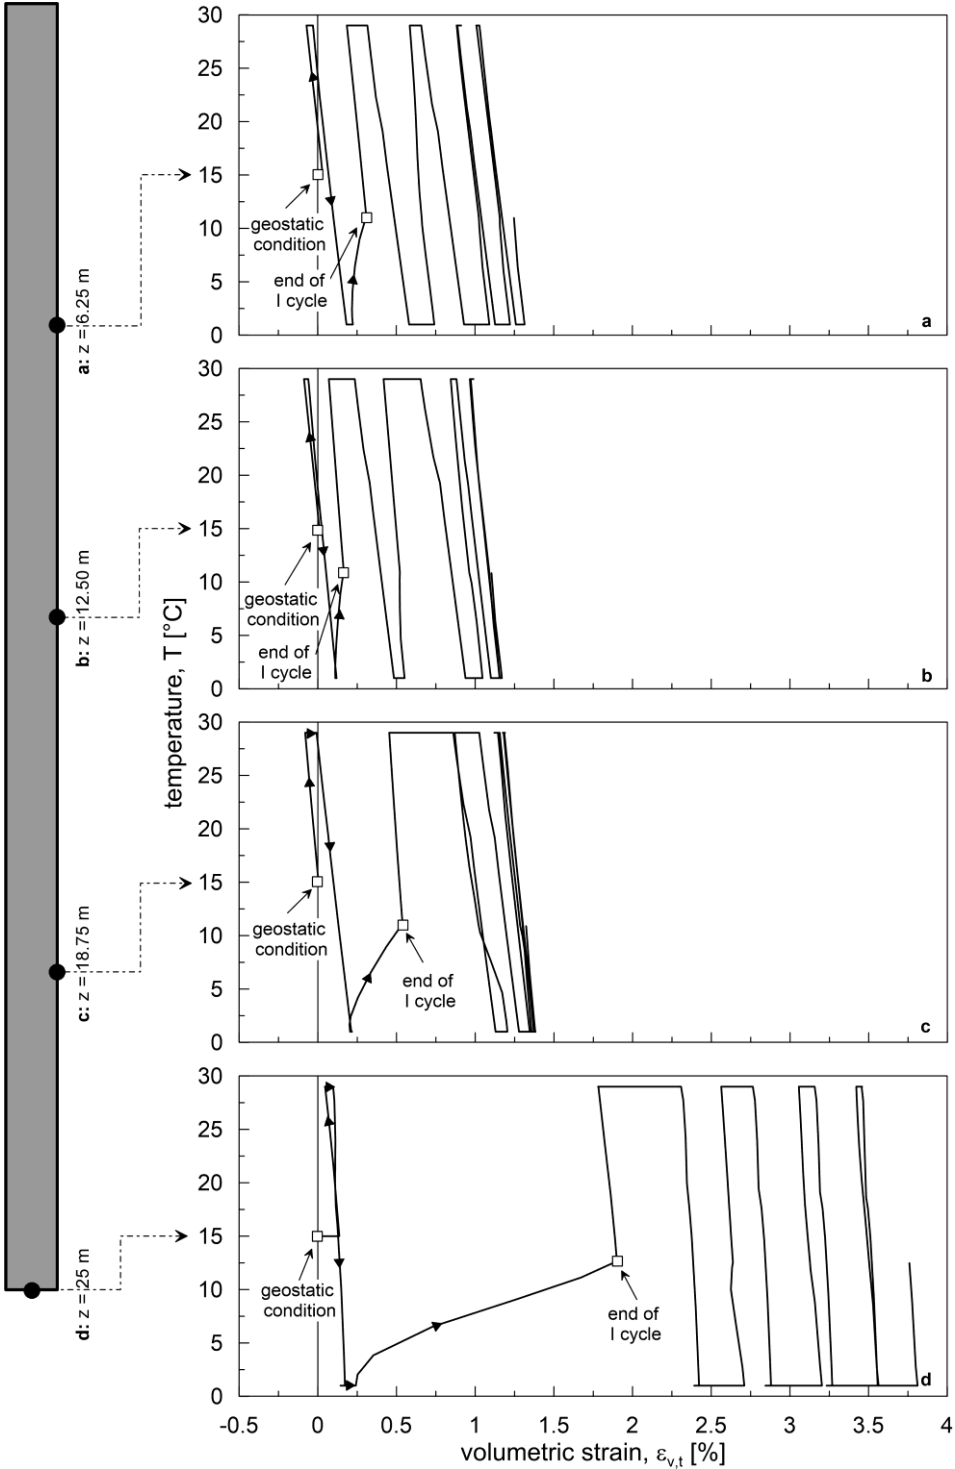 30
25
20
15
10
5
0
geostatic
condition
end of
I cycle
a
a: z = 6.25 m
30
25
20
15
10
5
0
geostatic
condition
end of
I cycle
b
b: z = 12.50 m
temperature, T [°C]
30
25
20
15
10
5
0
geostatic
condition
end of
I cycle
c
c: z = 18.75 m
30
25
20
15
10
5
0
geostatic
condition
end of
I cycle
d
d: z = 25 m
-0.5 0 0.5 1 1.5 2 2.5 3 3.5 4
volumetric strain, εv,t [%]